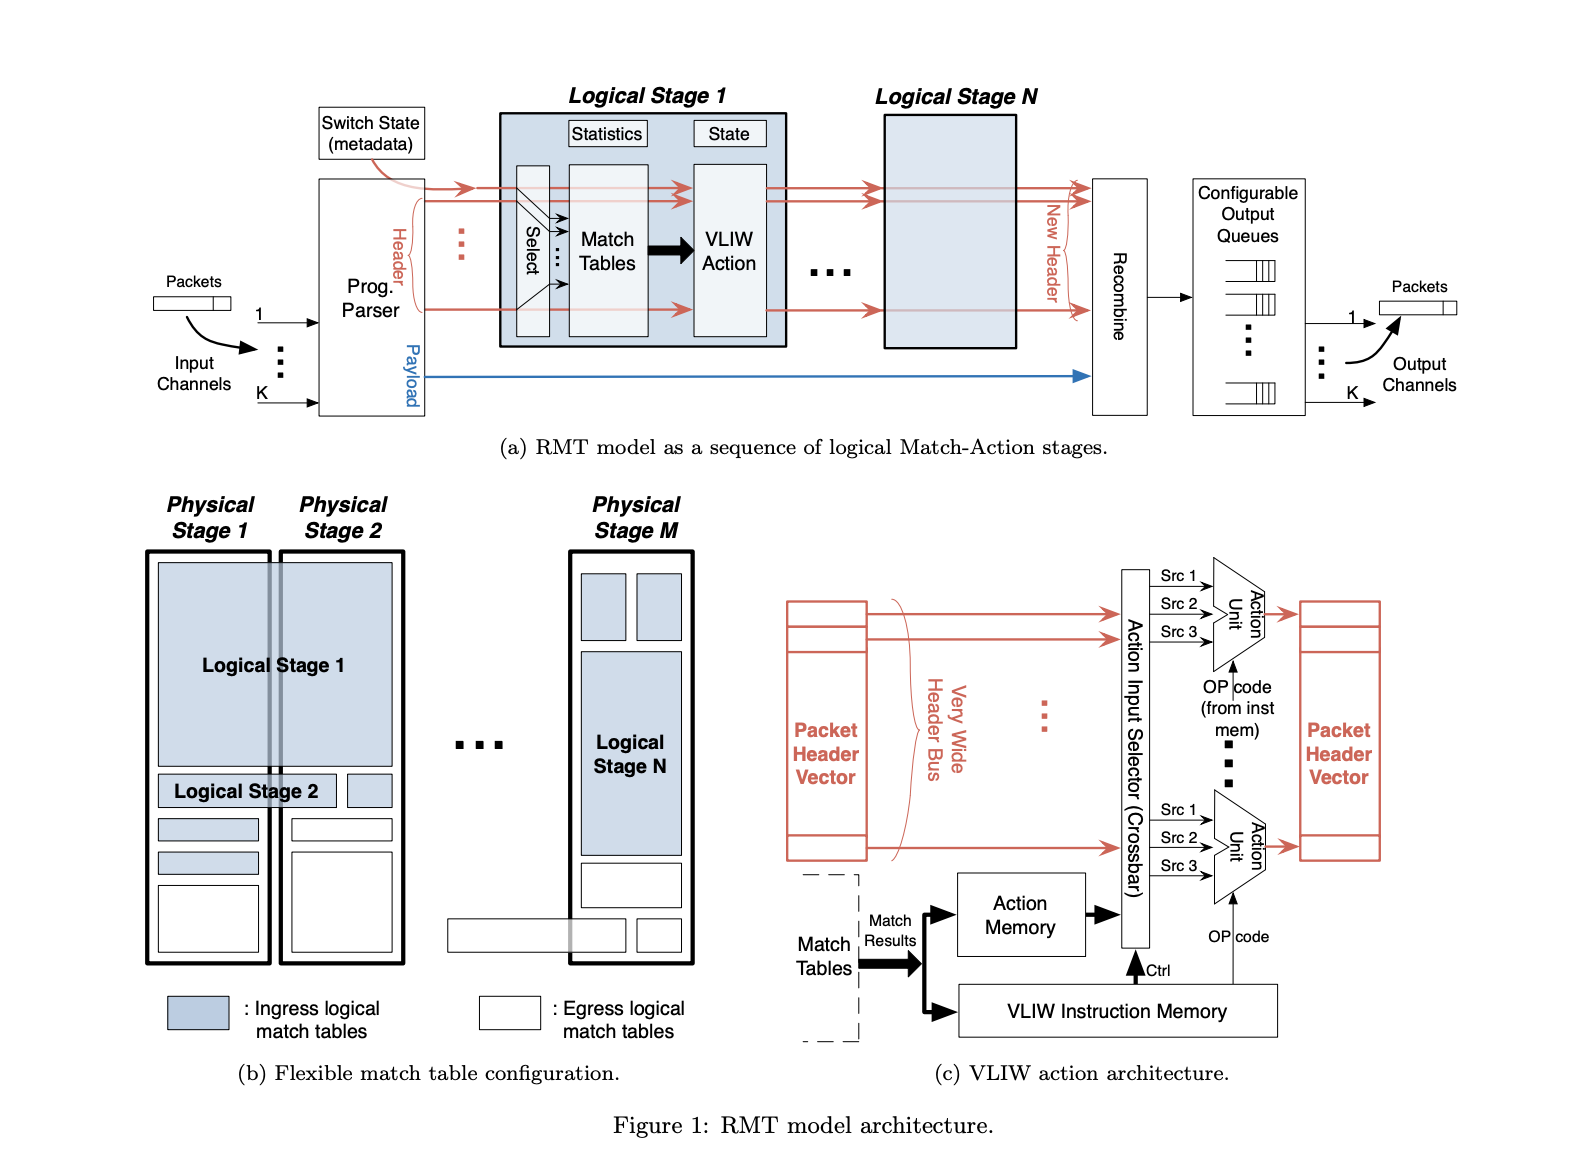 Logical Stage 1
Logical Stage N
Switch State
(metadata)
Statistics
State
Configurable
Output
Queues
Header
Select
Match
Tables
VLIW
Action
New Header
Recombine
Packets
Prog.
Parser
Packets
1
1
Input
Channels
Payload
Output
Channels
K
K
(a) RMT model as a sequence of logical Match-Action stages.
Physical
Stage 1
Physical
Stage 2
Physical
Stage M
Logical Stage 1
Logical Stage 2
Logical
Stage N
: Ingress logical
match tables
: Egress logical
match tables
(b) Flexible match table configuration.
Packet
Header
Vector
Very Wide
Header Bus
Action Input Selector (Crossbar)
Src 1
Src 2
Src 3
Action
Unit
OP code
(from inst
mem)
Src 1
Src 2
Src 3
Action
Unit
Packet
Header
Vector
Match
Tables
Match
Results
Action
Memory
OP code
Ctrl
VLIW Instruction Memory
(c) VLIW action architecture.
Figure 1: RMT model architecture.